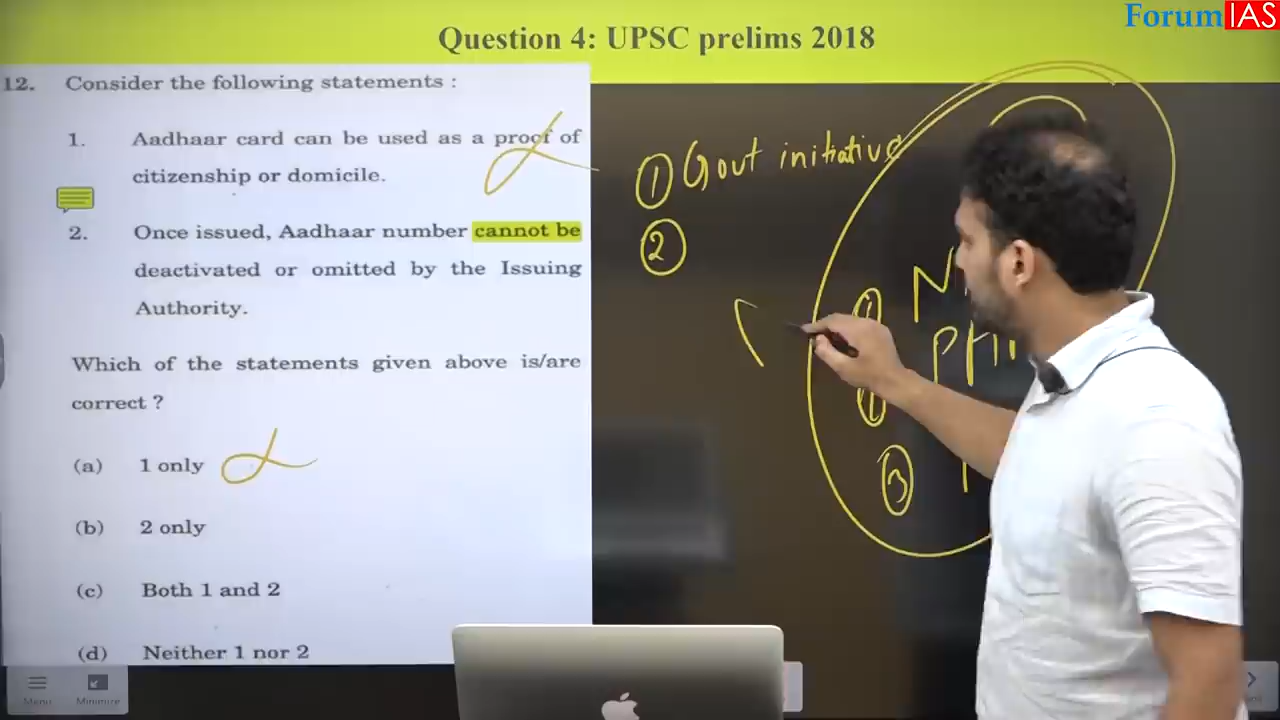 ForumIAS
Question 4: UPSC prelims 2018
12. Consider the following statements :
1. Aadhaar card can be used as a proof of
citizenship or domicile.
2. Once issued, Aadhaar number cannot be
deactivated or omitted by the Issuing
Authority.
Which of the statements given above is/are
correct ?
(a) 1 only
(b) 2 only
(c) Both 1 and 2
(d) Neither 1 nor 2
① Govt initiative
②
③
Menu
Minimize